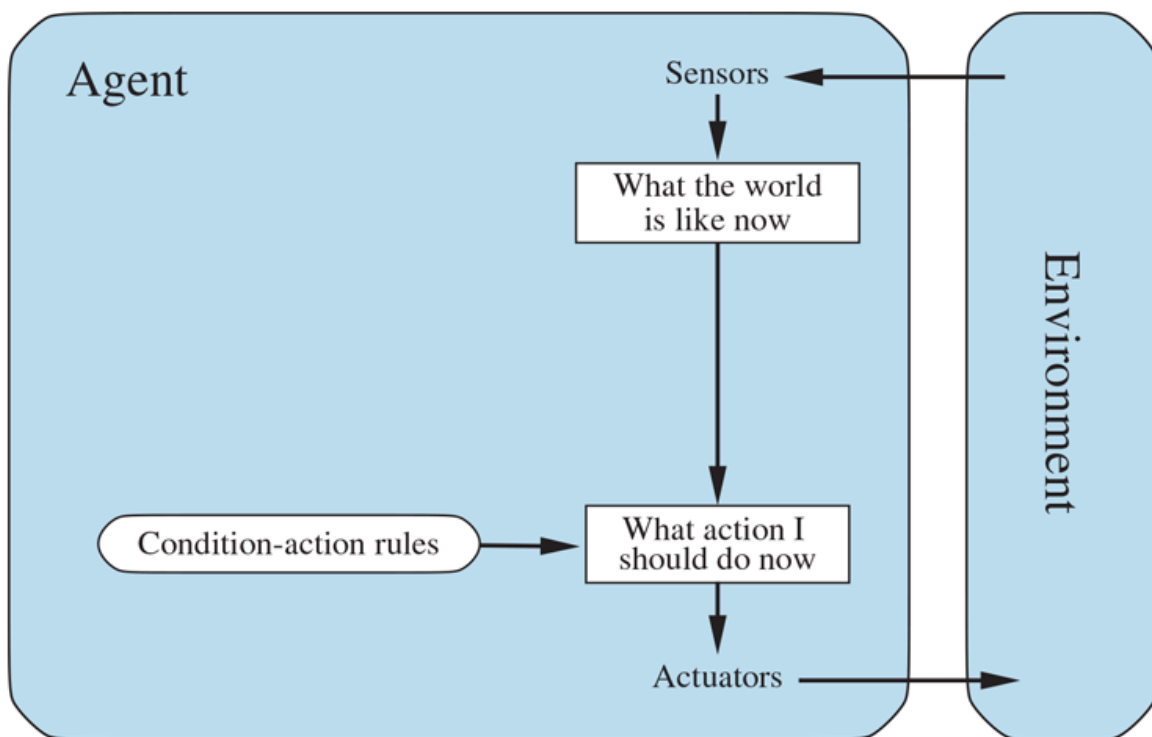 Agent
Sensors
What the world
is like now
Environment
Condition-action rules
What action I
should do now
Actuators